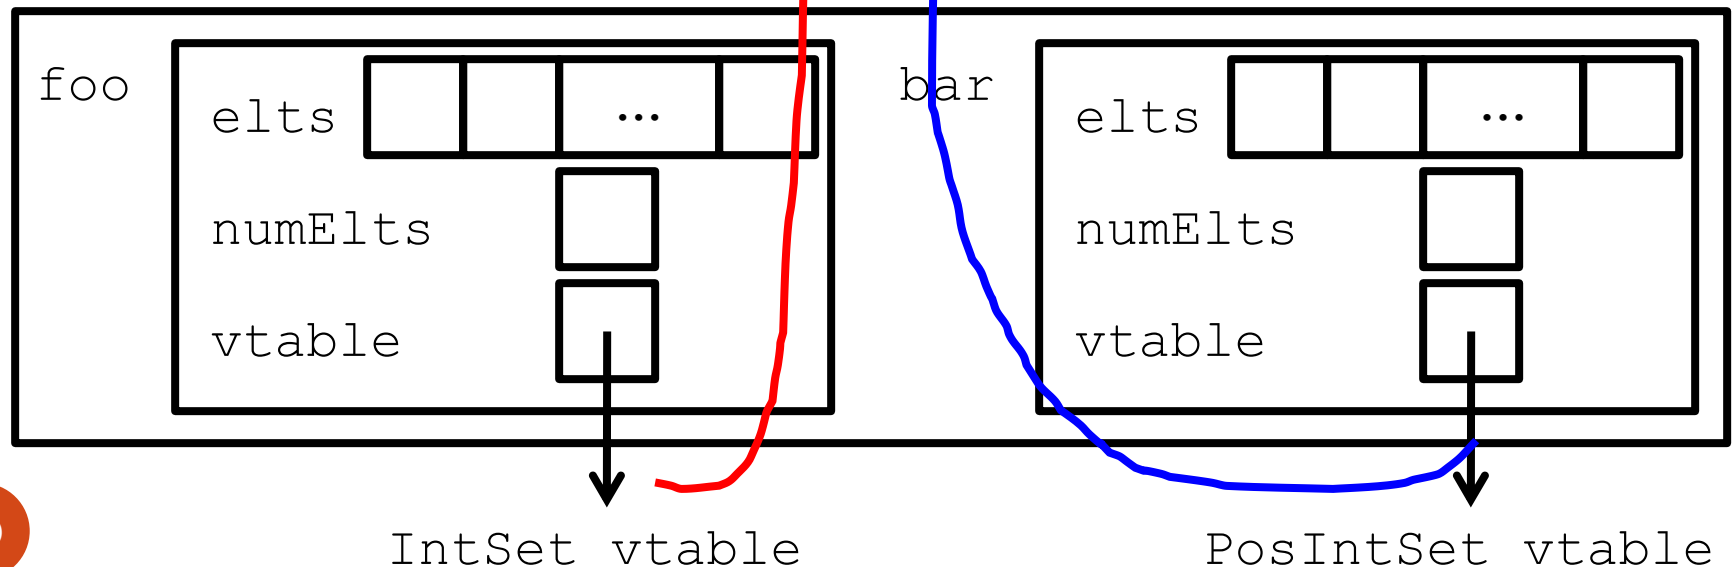 foo
elts ...
numElts
vtable
bar
elts ...
numElts
vtable
IntSet vtable
PosIntSet vtable